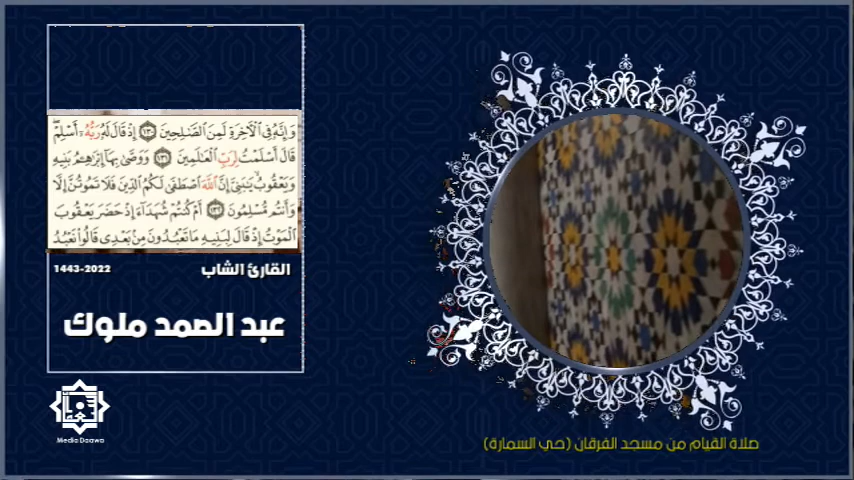 وَإِنَّهُۥ فِى ٱلْأَخِرَةِ لَمِنَ ٱلصَّـٰلِحِينَ ١٣٠ إِذْ قَالَ لَهُۥ رَبُّهُۥٓ أَسْلِمْ
قَالَ أَسْلَمْتُ لِرَبِّ ٱلْعَـٰلَمِينَ ١٣١ وَوَصَّىٰ بِهَآ إِبْرَٰهِـۧمُ بَنِيهِ
وَيَعْقُوبُ يَـٰبَنِىَّ إِنَّ ٱللَّهَ ٱصْطَفَىٰ لَكُمُ ٱلدِّينَ فَلَا تَمُوتُنَّ إِلَّا
وَأَنتُم مُّسْلِمُونَ ١٣٢ أَمْ كُنتُمْ شُهَدَآءَ إِذْ حَضَرَ يَعْقُوبَ
ٱلْمَوْتُ إِذْ قَالَ لِبَنِيهِ مَا تَعْبُدُونَ مِنۢ بَعْدِى قَالُوا۟ نَعْبُدُ
القارئ الشاب
1443-2022
عبد الصمد ملوك
Media Daawa
صلاة القيام من مسجد الفرقان (حي السمارة)